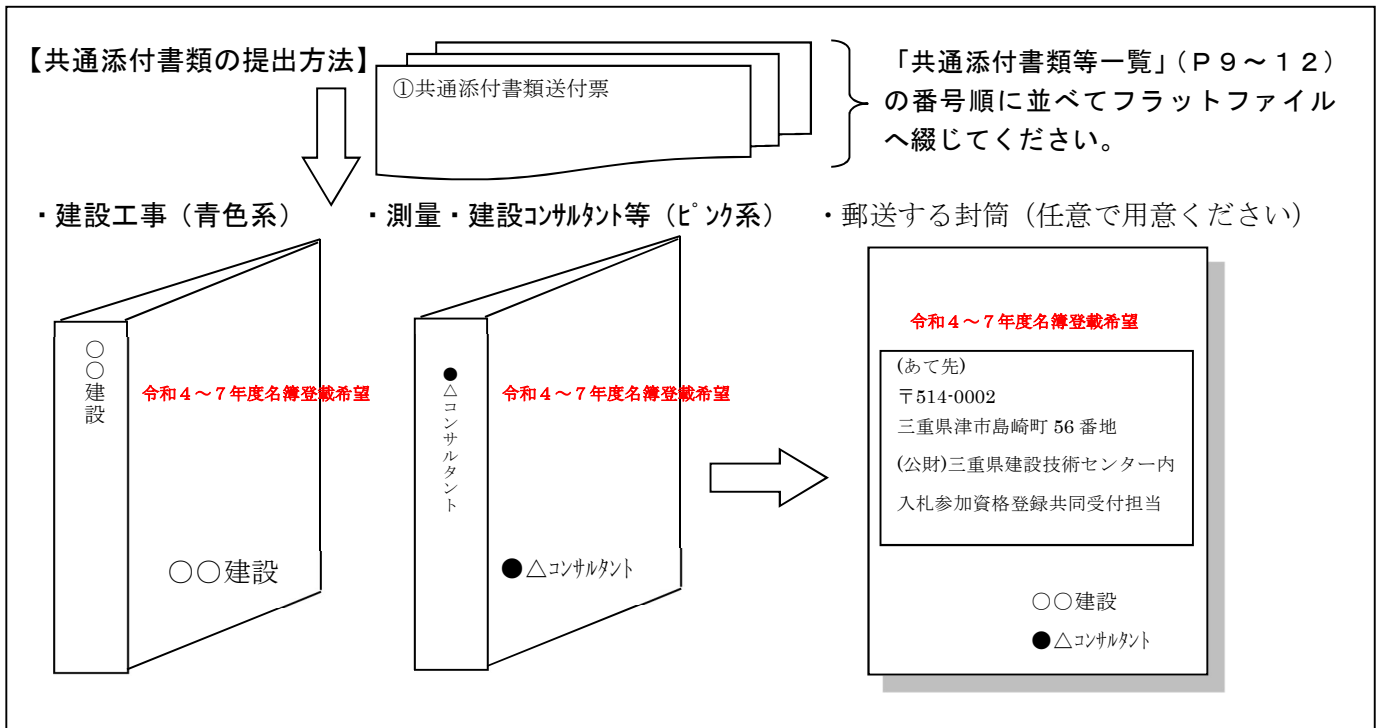 【共通添付書類の提出方法】
①共通添付書類送付票
「共通添付書類等一覧」（Ｐ９～１２）
の番号順に並べてフラットファイル
へ綴じてください。
・建設工事（青色系）
・測量・建設ｺﾝｻﾙﾀﾝﾄ等（ﾋﾟﾝｸ系）
・郵送する封筒（任意で用意ください）
〇〇建設
令和４～７年度名簿登載希望
〇〇建設
●△コンサルタント
令和４～７年度名簿登載希望
●△ｺﾝｻﾙﾀﾝﾄ
令和４～７年度名簿登載希望
(あて先)
〒514-0002
三重県津市島崎町 56 番地
(公財)三重県建設技術センター内
入札参加資格登録共同受付担当
〇〇建設
●△ｺﾝｻﾙﾀﾝﾄ